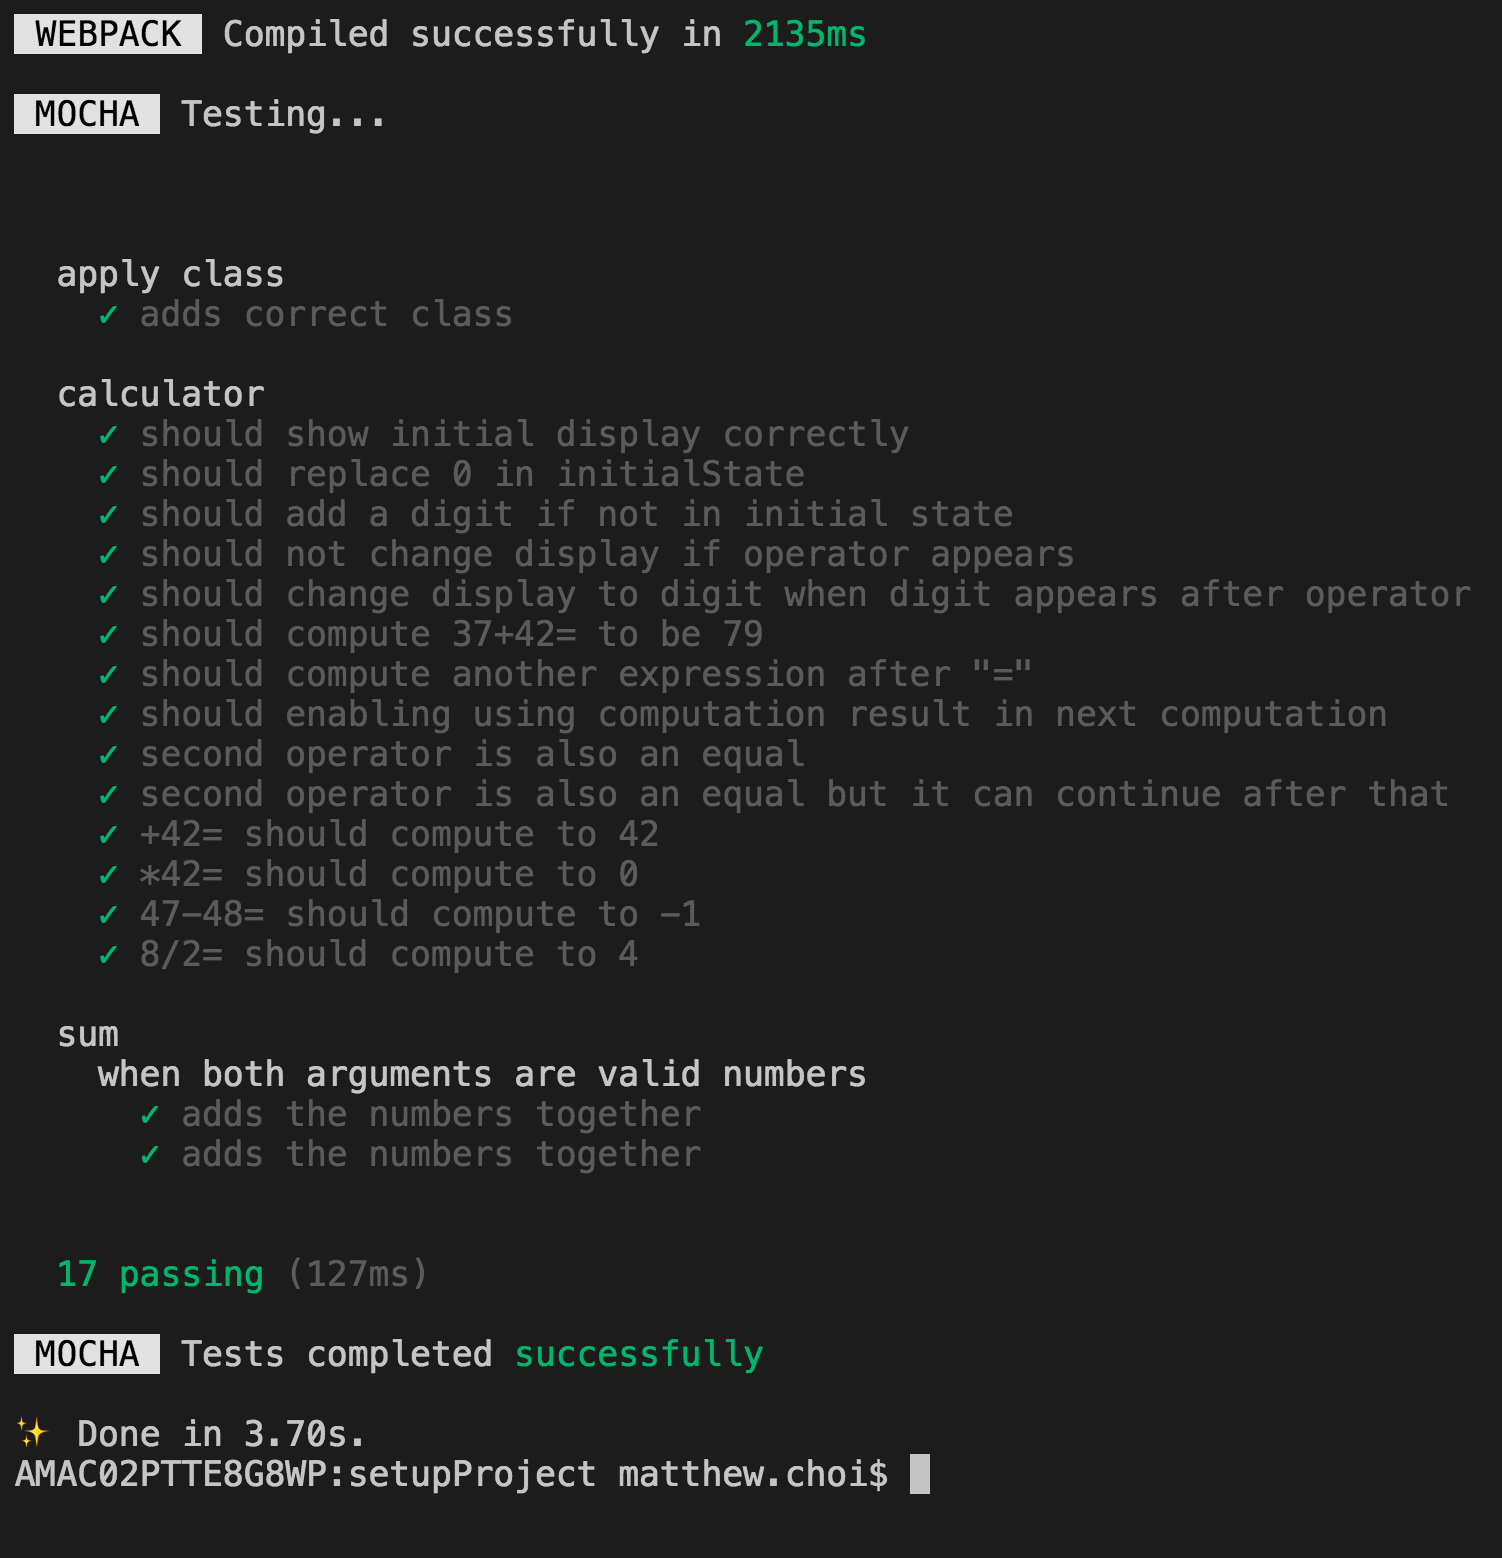 WEBPACK Compiled successfully in 2135ms
MOCHA Testing...
apply class
✓ adds correct class
calculator
✓ should show initial display correctly
✓ should replace 0 in initialState
✓ should add a digit if not in initial state
✓ should not change display if operator appears
✓ should change display to digit when digit appears after operator
✓ should compute 37+42= to be 79
✓ should compute another expression after "="
✓ should enabling using computation result in next computation
✓ second operator is also an equal
✓ second operator is also an equal but it can continue after that
✓ +42= should compute to 42
✓ *42= should compute to 0
✓ 47-48= should compute to -1
✓ 8/2= should compute to 4
sum
when both arguments are valid numbers
✓ adds the numbers together
✓ adds the numbers together
17 passing (127ms)
MOCHA Tests completed successfully
✨ Done in 3.70s.
AMAC02PTTE8G8WP:setupProject matthew.choi$